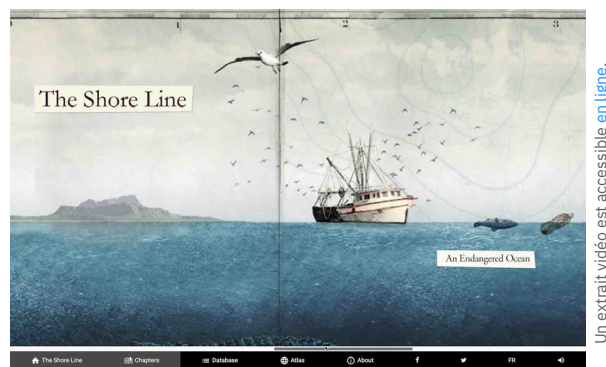 1
2
3
The Shore Line
An Endangered Ocean
The Shore Line
Chapters
Database
Atlas
About
FR
Un extrait vidéo est accessible en ligne.